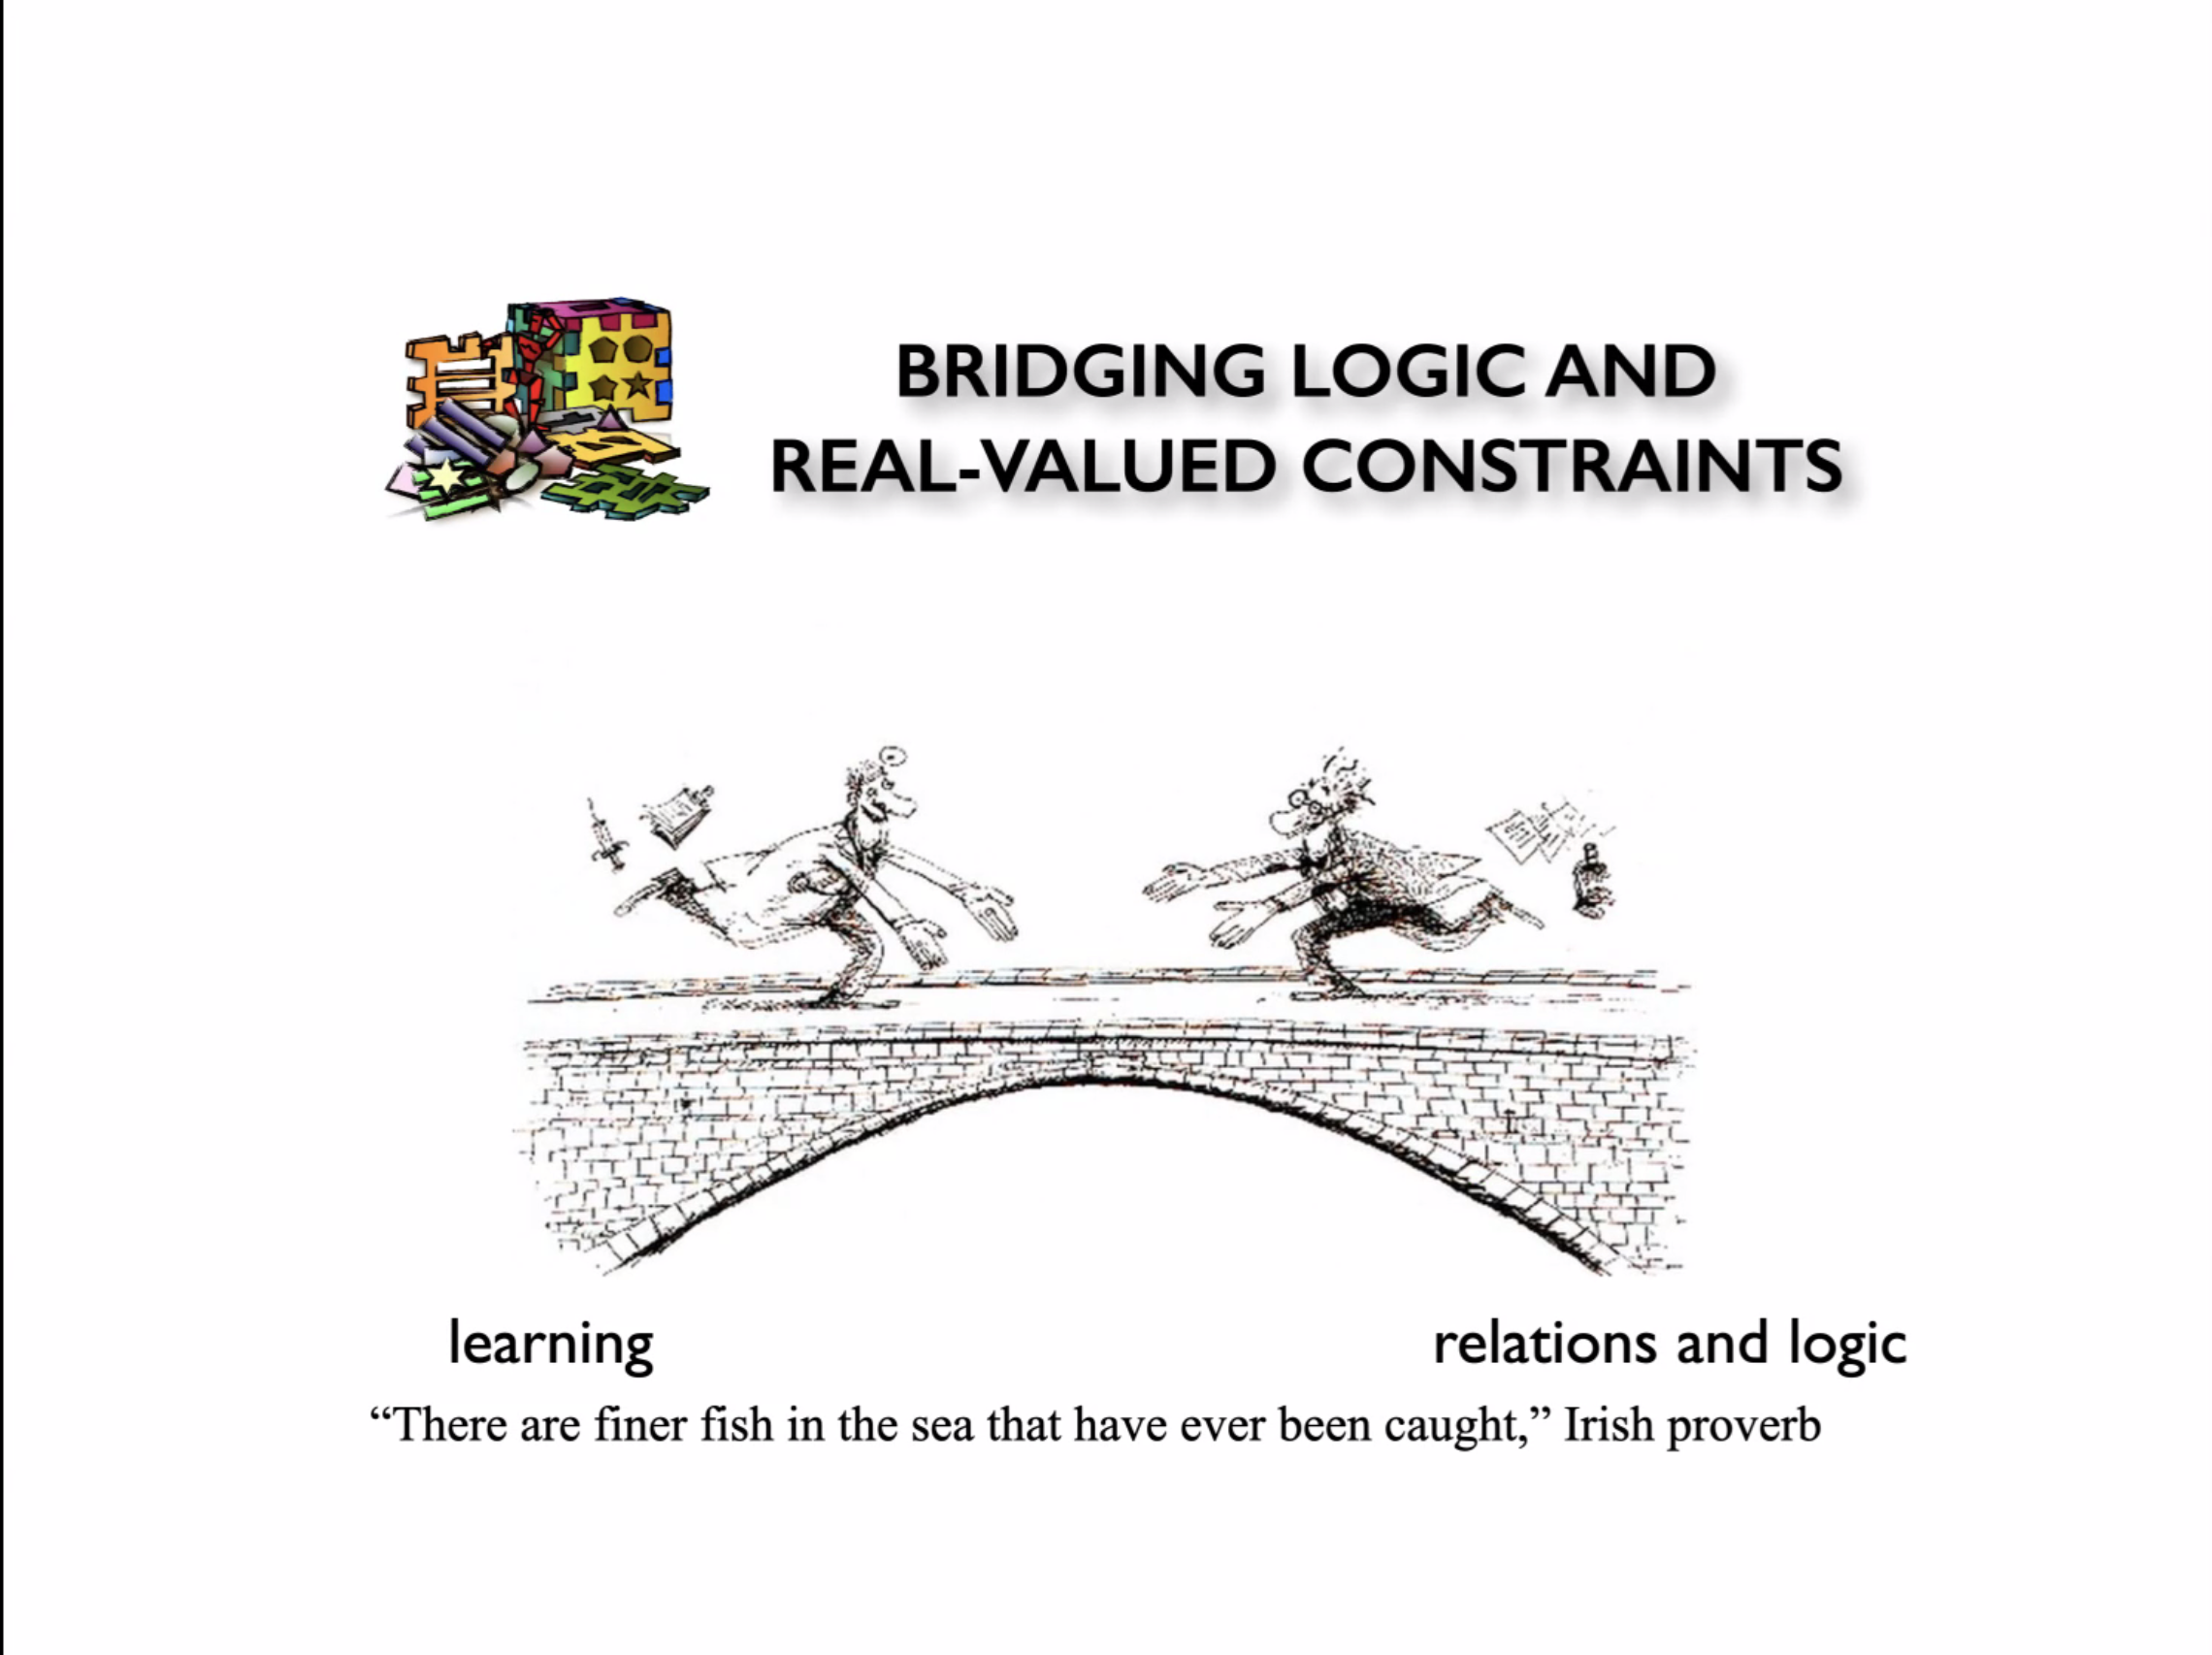 BRIDGING LOGIC AND
REAL-VALUED CONSTRAINTS
learning
relations and logic
“There are finer fish in the sea that have ever been caught,” Irish proverb